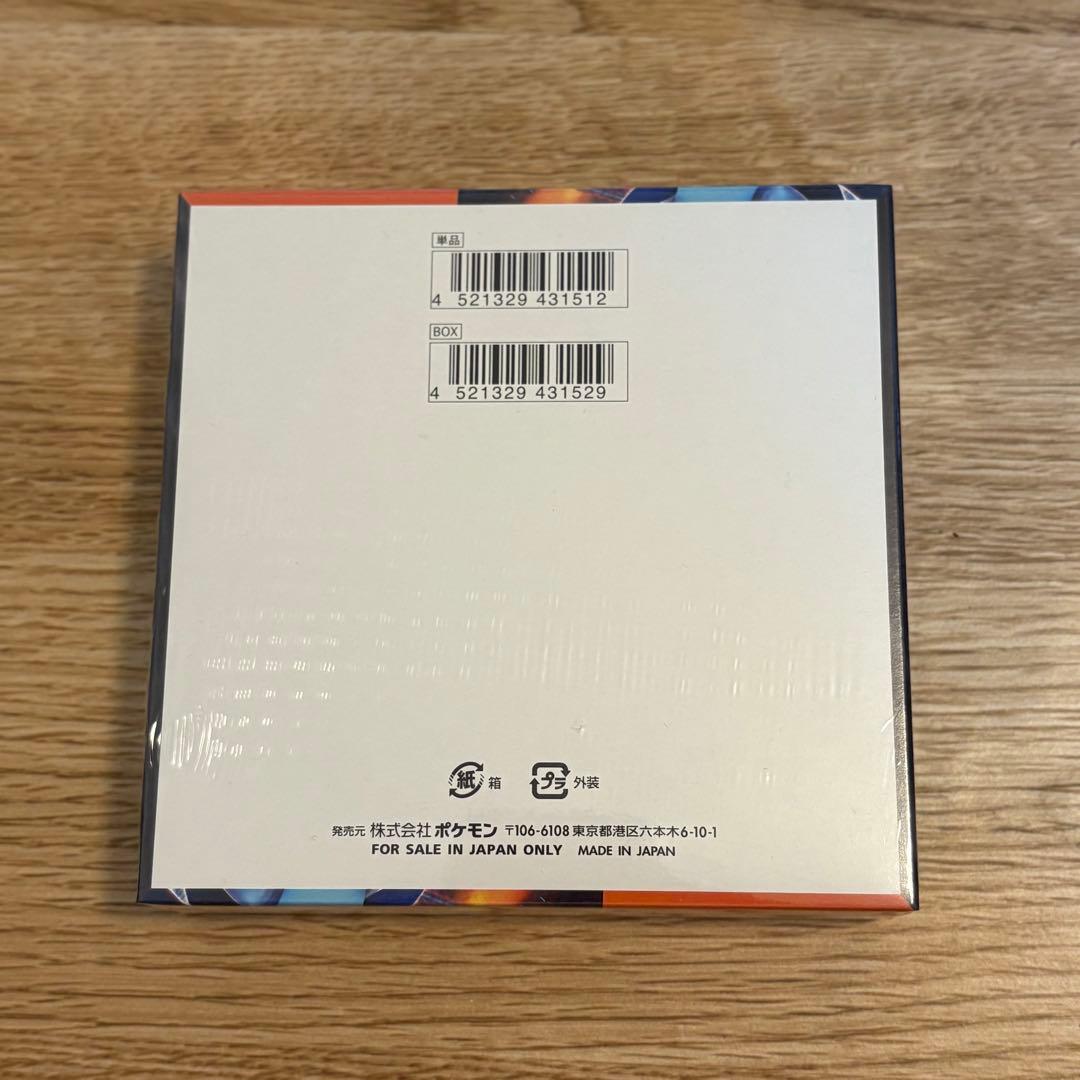 単品
4 521329 431512
BOX
4 521329 431529
紙 箱 プラ 外装
発売元 株式会社 ポケモン 〒106-6108 東京都港区六本木6-10-1
FOR SALE IN JAPAN ONLY MADE IN JAPAN